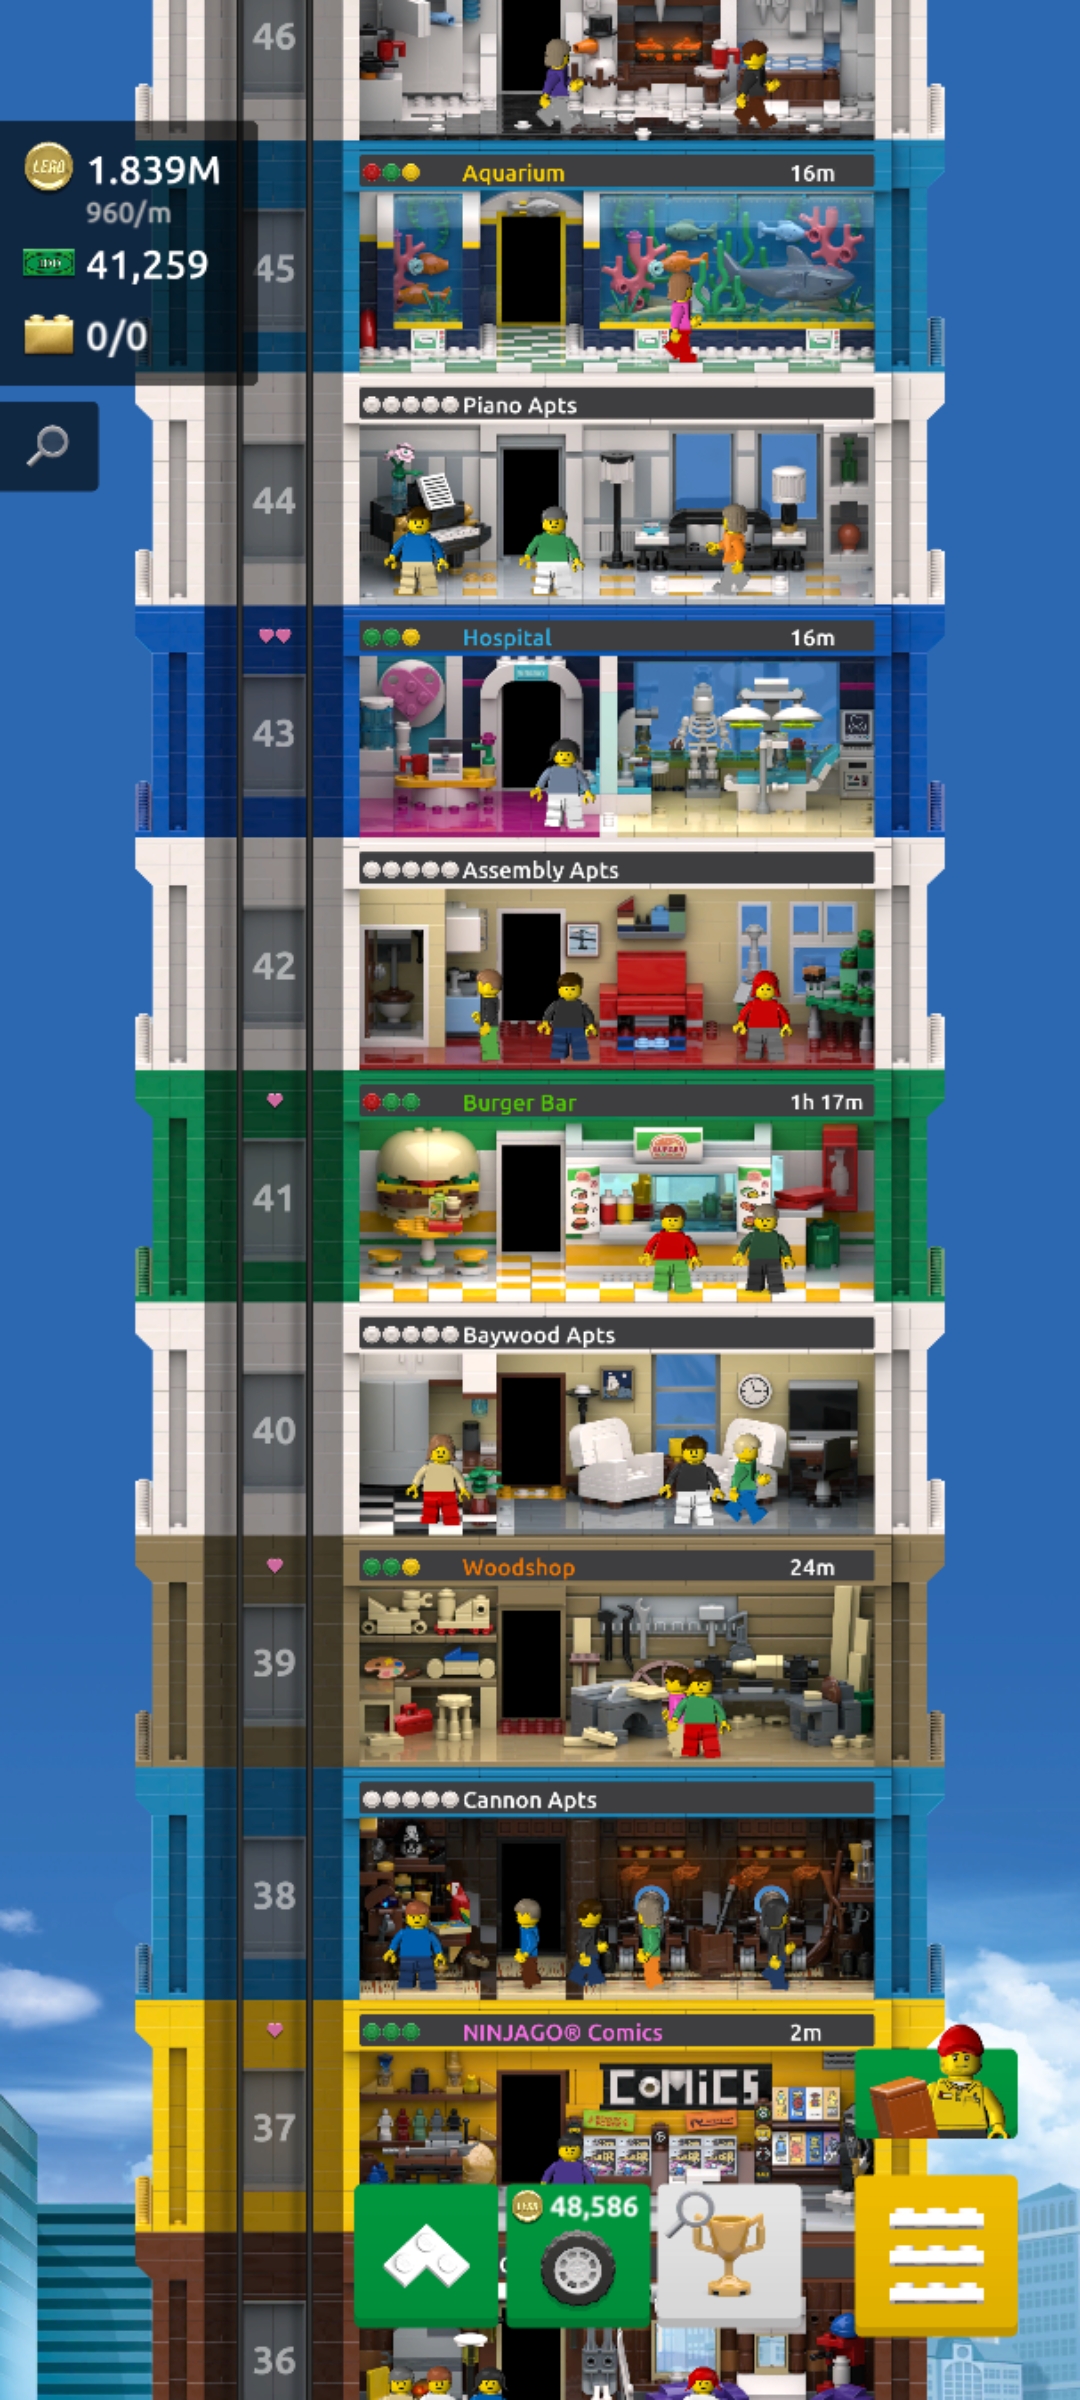 46
LEGO 1.839M
960/m
41,259
0/0
Aquarium 16m
45
Piano Apts
44
Hospital 16m
43
Assembly Apts
42
Burger Bar 1h 17m
41
Baywood Apts
40
Woodshop 24m
39
Cannon Apts
38
NINJAGO® Comics 2m
COMiCS
37
48,586
36